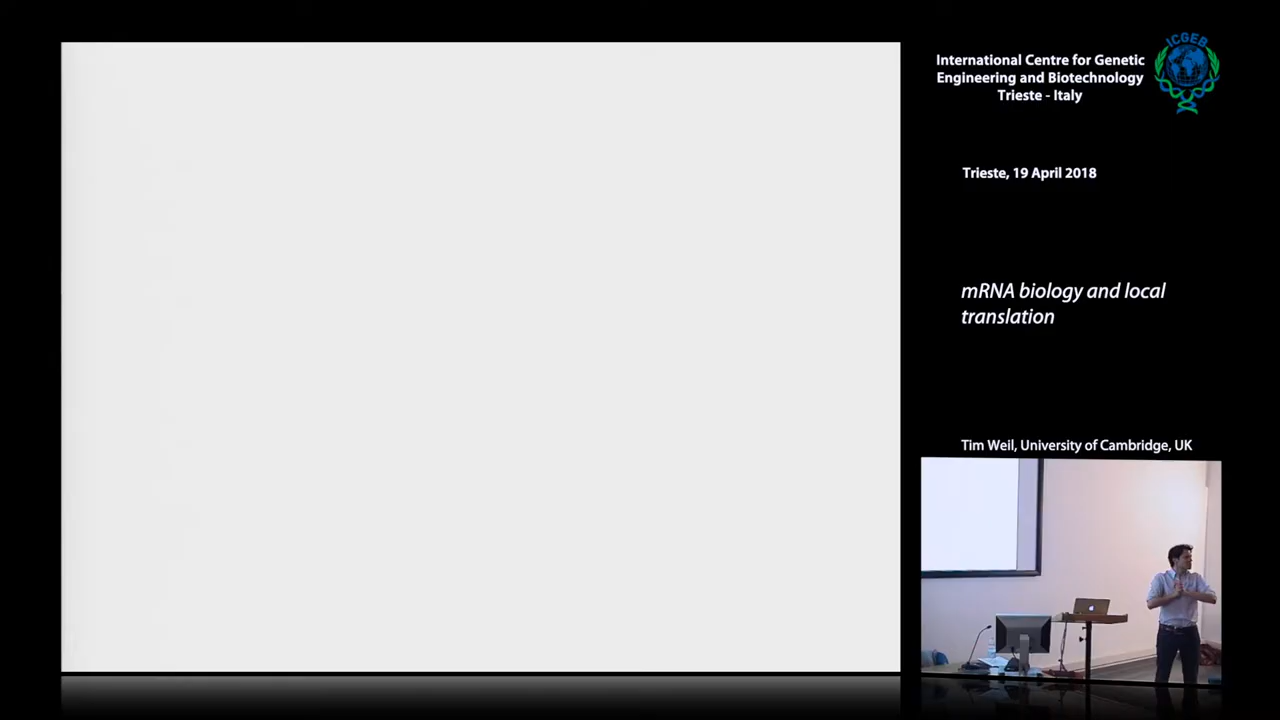 ICGEB
International Centre for Genetic
Engineering and Biotechnology
Trieste - Italy
Trieste, 19 April 2018
mRNA biology and local
translation
Tim Weil, University of Cambridge, UK